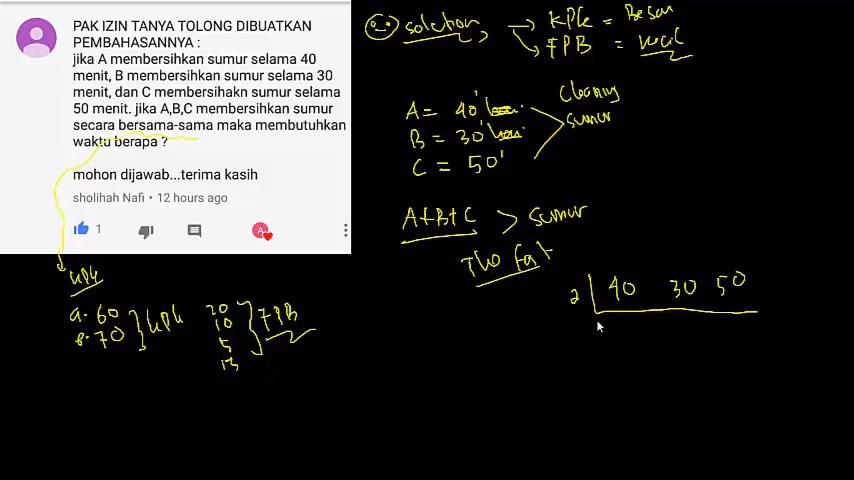 PAK IZIN TANYA TOLONG DIBUATKAN
PEMBAHASANNYA :
jika A membersihkan sumur selama 40
menit, B membersihkan sumur selama 30
menit, dan C membersihakn sumur selama
50 menit. jika A,B,C membersihkan sumur
secara bersama-sama maka membutuhkan
waktu berapa ?
mohon dijawab...terima kasih
sholihah Nafi • 12 hours ago
1
A
solution
KPK = Besar
FPB = kecil
A = 40'
B = 30'
C = 50'
Cleaning
sumur
A+B+C > sumur
KPK
a. 60
b. 70
KPK
20
10
5
FPB
2 40 30 50